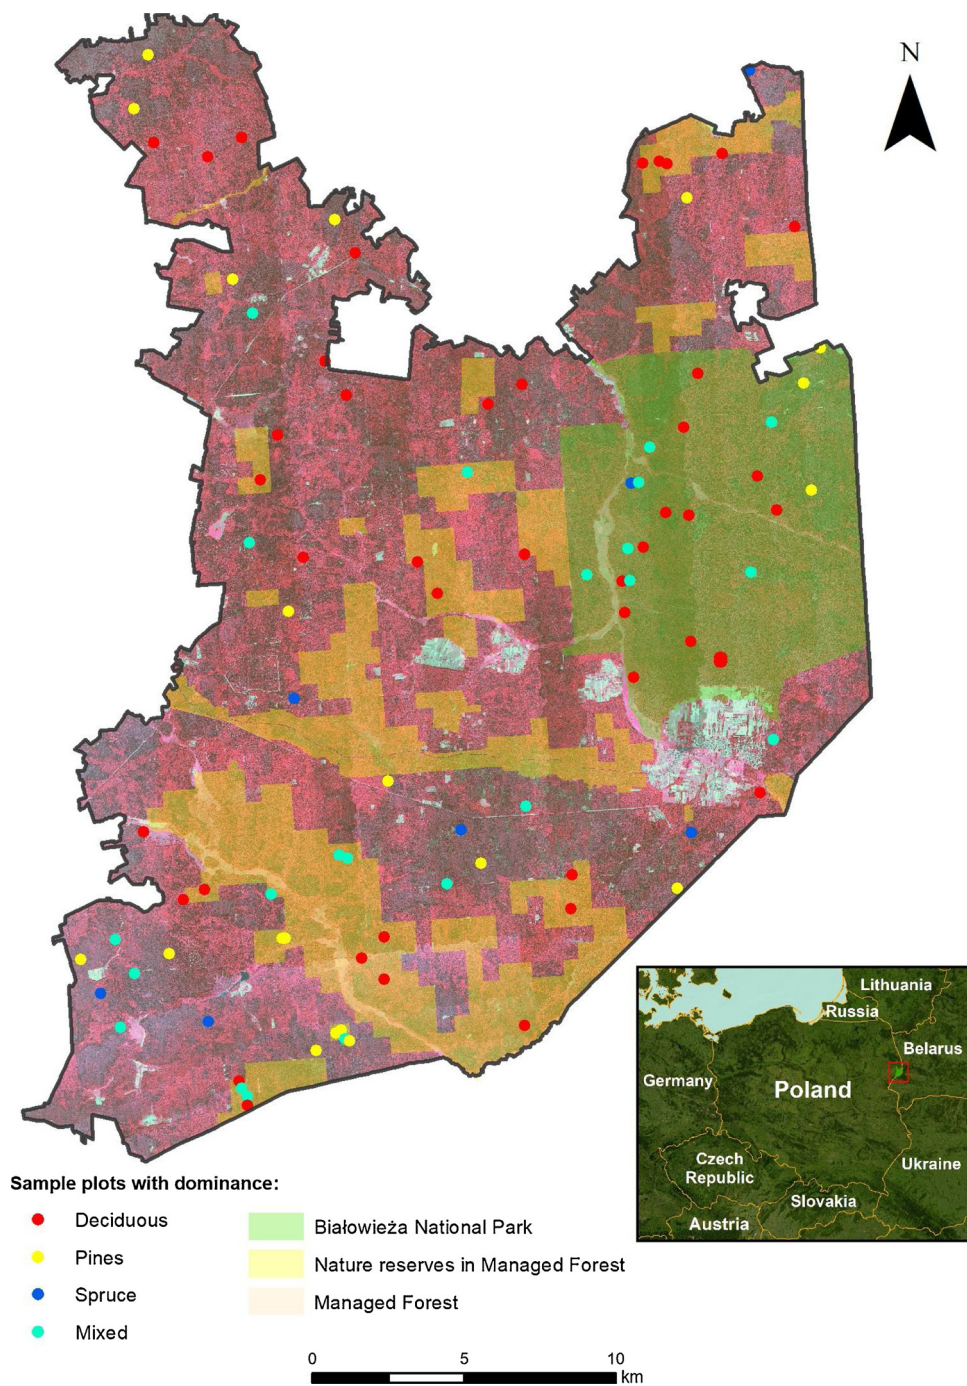 N
Lithuania
Russia
Belarus
Germany
Poland
Czech
Republic
Ukraine
Slovakia
Austria
Sample plots with dominance:
Deciduous
Pines
Spruce
Mixed
Białowieża National Park
Nature reserves in Managed Forest
Managed Forest
0 5 10
km